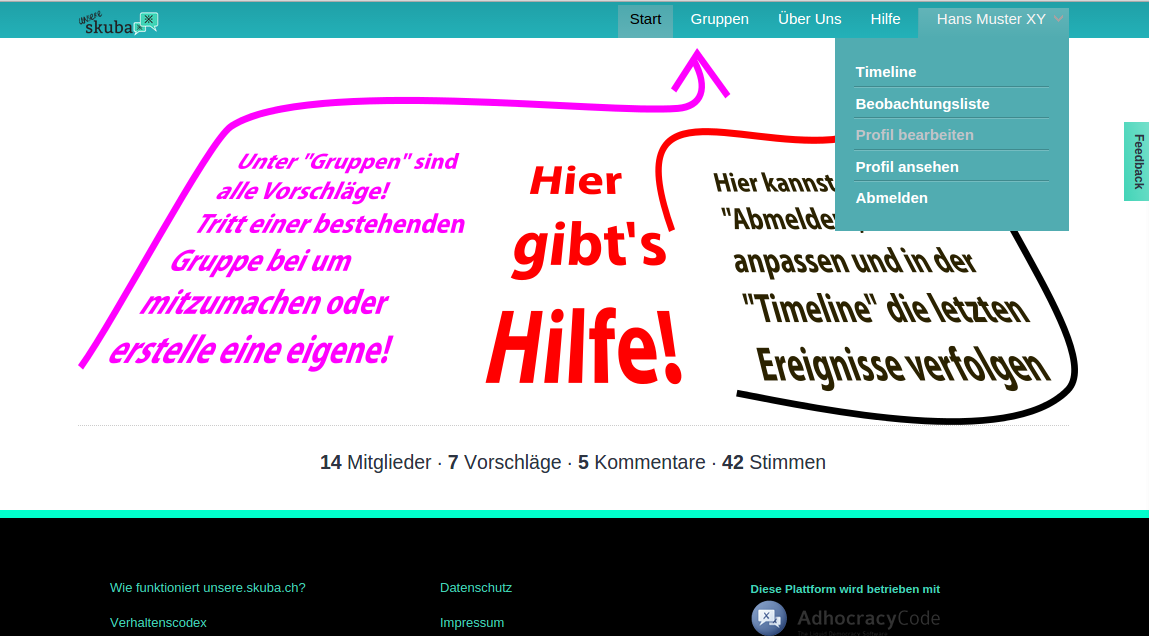 unsere
skuba
Start Gruppen Über Uns Hilfe Hans Muster XY
Timeline
Beobachtungsliste
Profil bearbeiten
Profil ansehen
Abmelden
Feedback
Unter "Gruppen" sind
alle Vorschläge!
Tritt einer bestehenden
Gruppe bei um
mitzumachen oder
erstelle eine eigene!
Hier
gibt's
Hilfe!
Hier kannst
anpassen und in der
"Timeline" die letzten
Ereignisse verfolgen
14 Mitglieder · 7 Vorschläge · 5 Kommentare · 42 Stimmen
Wie funktioniert unsere.skuba.ch?
Verhaltenscodex
Datenschutz
Impressum
Diese Plattform wird betrieben mit
AdhocracyCode